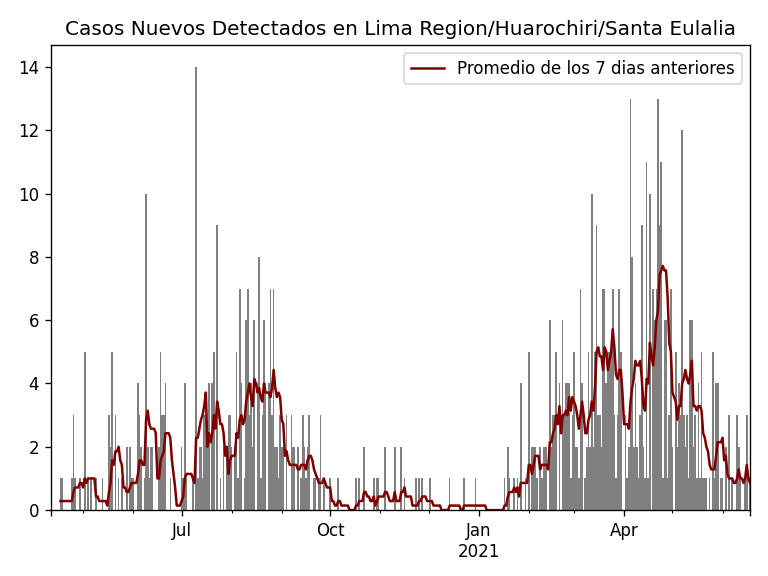 Casos Nuevos Detectados en Lima Region/Huarochiri/Santa Eulalia
Promedio de los 7 dias anteriores
14
12
10
8
6
4
2
0
Jul
Oct
Jan
2021
Apr